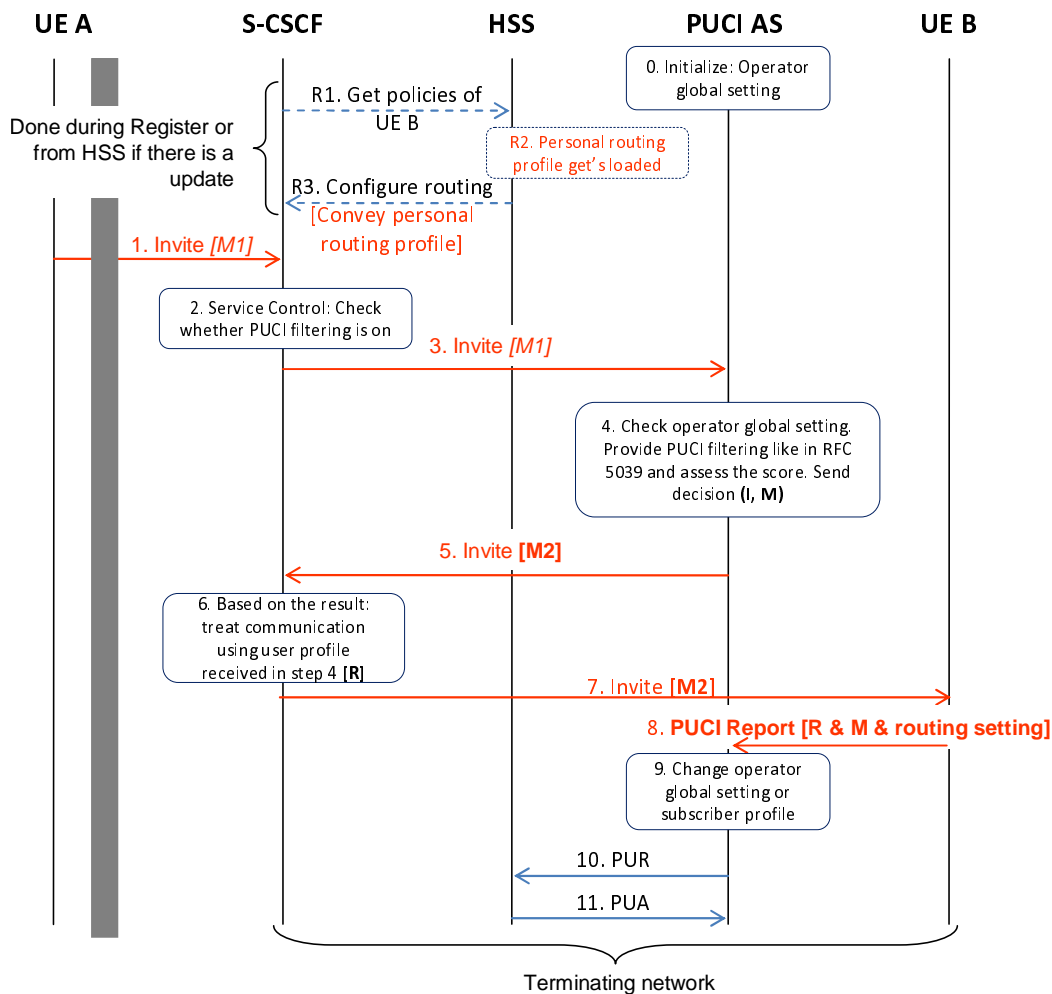 UE A
S-CSCF
HSS
PUCI AS
UE B
0. Initialize: Operator
global setting
R1. Get policies of
UE B
Done during Register or
from HSS if there is a
update
R2. Personal routing
profile get's loaded
R3. Configure routing
[Convey personal
routing profile]
1. Invite [M1]
2. Service Control: Check
whether PUCI filtering is on
3. Invite [M1]
4. Check operator global setting.
Provide PUCI filtering like in RFC
5039 and assess the score. Send
decision (I, M)
5. Invite [M2]
6. Based on the result:
treat communication
using user profile
received in step 4 [R]
7. Invite [M2]
8. PUCI Report [R & M & routing setting]
9. Change operator
global setting or
subscriber profile
10. PUR
11. PUA
Terminating network